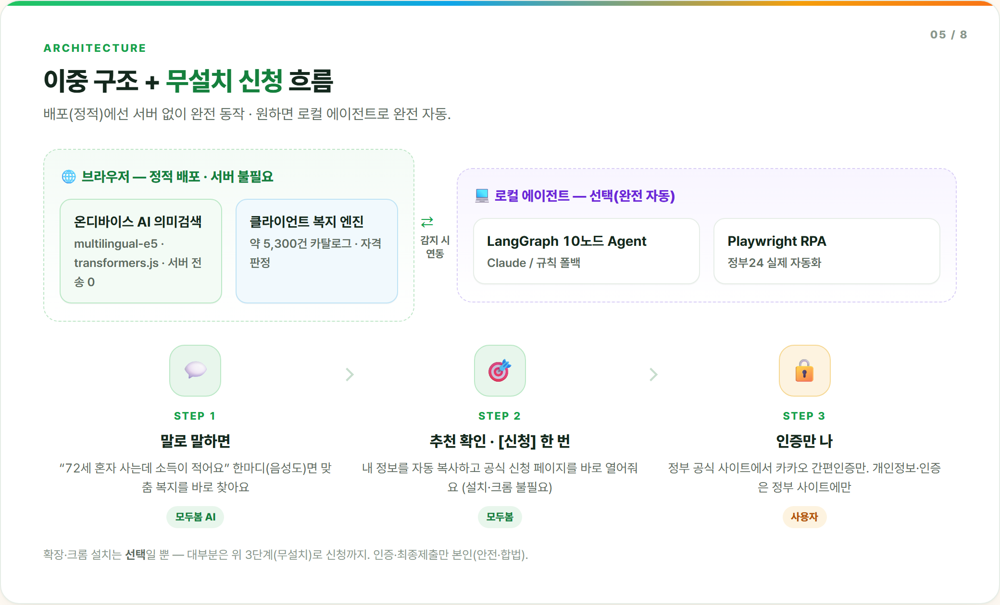 05 / 8
ARCHITECTURE
이중 구조 + 무설치 신청 흐름
배포(정적)에선 서버 없이 완전 동작 · 원하면 로컬 에이전트로 완전 자동.
브라우저 — 정적 배포 · 서버 불필요
온디바이스 AI 의미검색
multilingual-e5 ·
transformers.js · 서버 전
송 0
클라이언트 복지 엔진
약 5,300건 카탈로그 · 자격
판정
⇄
감지 시
연동
로컬 에이전트 — 선택(완전 자동)
LangGraph 10노드 Agent
Claude / 규칙 폴백
Playwright RPA
정부24 실제 자동화
STEP 1
말로 말하면
“72세 혼자 사는데 소득이 적어요” 한마디(음성도)면 맞
춤 복지를 바로 찾아요
모두봄 AI
STEP 2
추천 확인 · [신청] 한 번
내 정보를 자동 복사하고 공식 신청 페이지를 바로 열어줘
요 (설치·크롬 불필요)
모두봄
STEP 3
인증만 나
정부 공식 사이트에서 카카오 간편인증만. 개인정보·인증
은 정부 사이트에만
사용자
확장·크롬 설치는 선택일 뿐 — 대부분은 위 3단계(무설치)로 신청까지. 인증·최종제출만 본인(안전·합법).